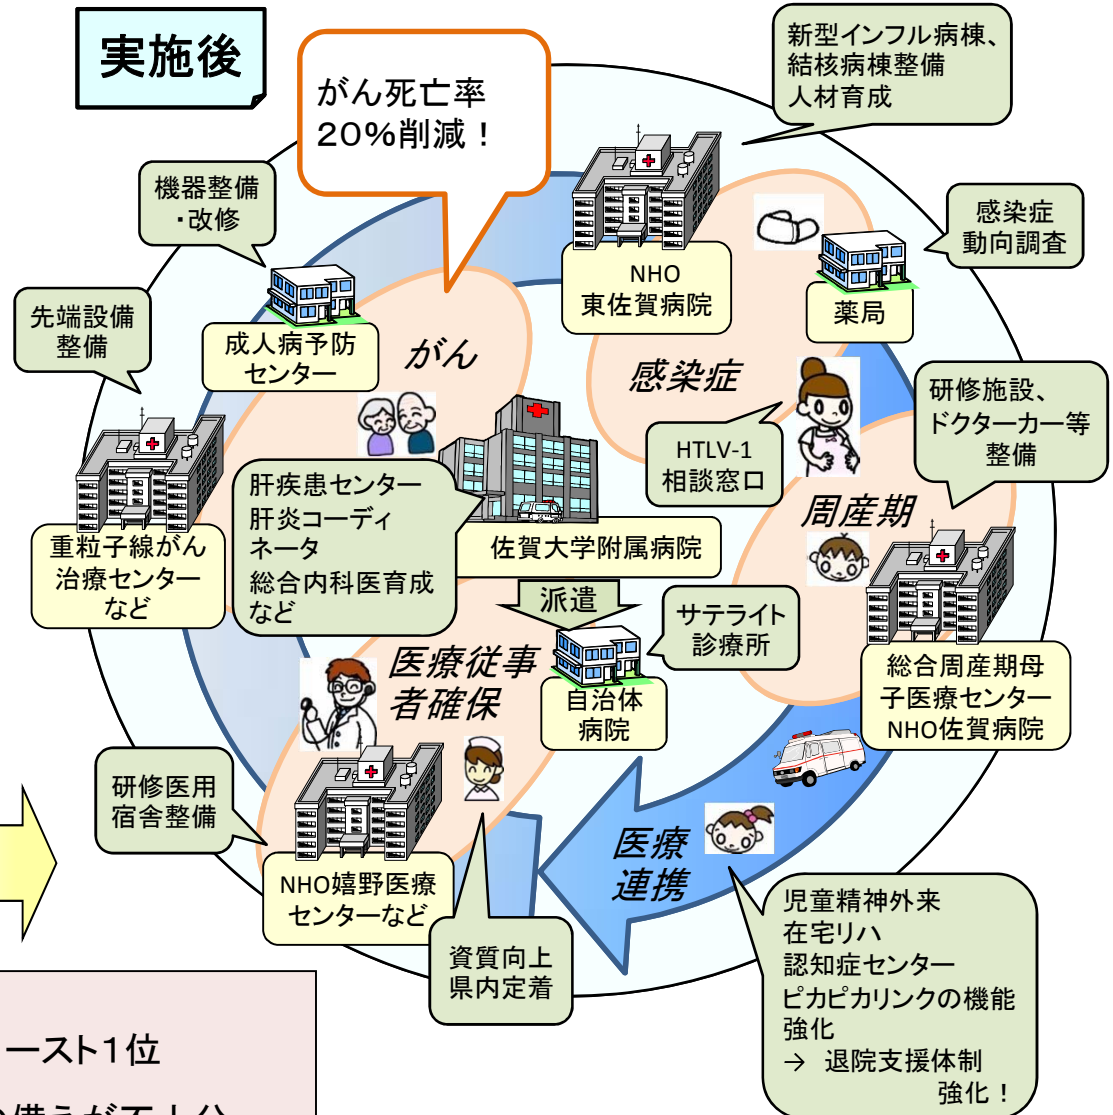 実施後
がん死亡率
20%削減！
新型インフル病棟、
結核病棟整備
人材育成
機器整備
・改修
感染症
動向調査
先端設備
整備
NHO
東佐賀病院
薬局
成人病予防
センター
がん
感染症
研修施設、
ドクターカー等
整備
HTLV-1
相談窓口
肝疾患センター
肝炎コーディ
ネータ
総合内科医育成
など
周産期
重粒子線がん
治療センター
など
佐賀大学附属病院
派遣
サテライト
診療所
医療従事
者確保
自治体
病院
総合周産期母
子医療センター
NHO佐賀病院
研修医用
宿舎整備
医療
連携
NHO嬉野医療
センターなど
資質向上
県内定着
児童精神外来
在宅リハ
認知症センター
ピカピカリンクの機能
強化
→ 退院支援体制
強化！
ースト1位
備えが不十分